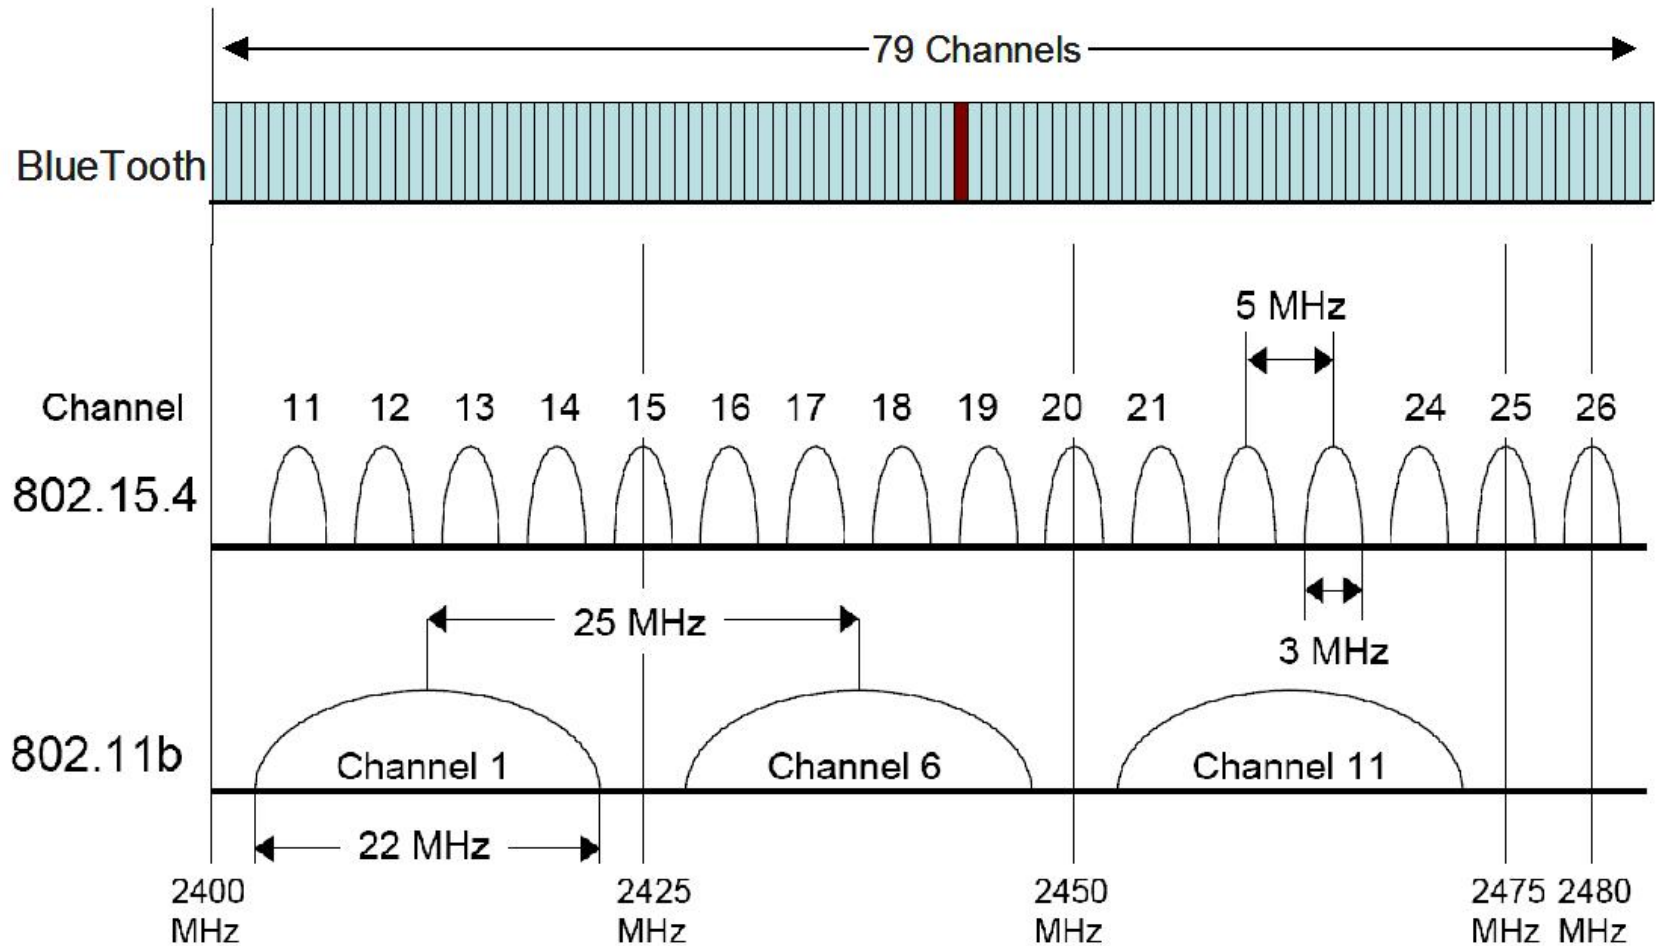 79 Channels
BlueTooth
5 MHz
Channel 11 12 13 14 15 16 17 18 19 20 21 24 25 26
802.15.4
25 MHz
3 MHz
802.11b
Channel 1 Channel 6 Channel 11
22 MHz
2400 2425 2450 2475 2480
MHz MHz MHz MHz MHz